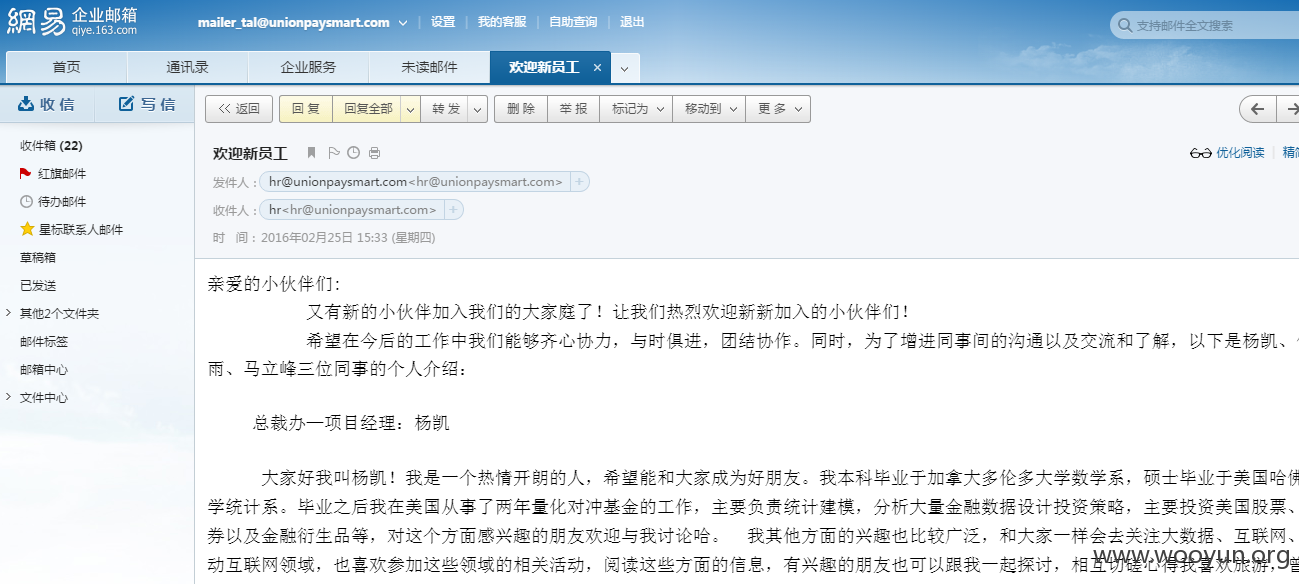 網易 企业邮箱 qiye.163.com
mailer_tal@unionpaysmart.com 设置 我的客服 自助查询 退出
支持邮件全文搜索
首页 通讯录 企业服务 未读邮件 欢迎新员工 ×
收信 写信
<< 返回 回复 回复全部 转发 删除 举报 标记为 移动到 更多
收件箱 (22)
红旗邮件
待办邮件
星标联系人邮件
草稿箱
已发送
其他2个文件夹
邮件标签
邮箱中心
文件中心
欢迎新员工
优化阅读 精简
发件人: hr@unionpaysmart.com<hr@unionpaysmart.com> +
收件人: hr<hr@unionpaysmart.com> +
时 间: 2016年02月25日 15:33 (星期四)
亲爱的小伙伴们:
又有新的小伙伴加入我们的大家庭了！让我们热烈欢迎新新加入的小伙伴们！
希望在今后的工作中我们能够齐心协力，与时俱进，团结协作。同时，为了增进同事间的沟通以及交流和了解，以下是杨凯、
雨、马立峰三位同事的个人介绍：
总裁办—项目经理：杨凯
大家好我叫杨凯！我是一个热情开朗的人，希望能和大家成为好朋友。我本科毕业于加拿大多伦多大学数学系，硕士毕业于美国哈佛
学统计系。毕业之后我在美国从事了两年量化对冲基金的工作，主要负责统计建模，分析大量金融数据设计投资策略，主要投资美国股票、
券以及金融衍生品等，对这个方面感兴趣的朋友欢迎与我讨论哈。 我其他方面的兴趣也比较广泛，和大家一样会去关注大数据、互联网、
动互联网领域，也喜欢参加这些领域的相关活动，阅读这些方面的信息，有兴趣的朋友也可以跟我一起探讨，相互切磋心得我喜欢旅游，
www.wooyun.org